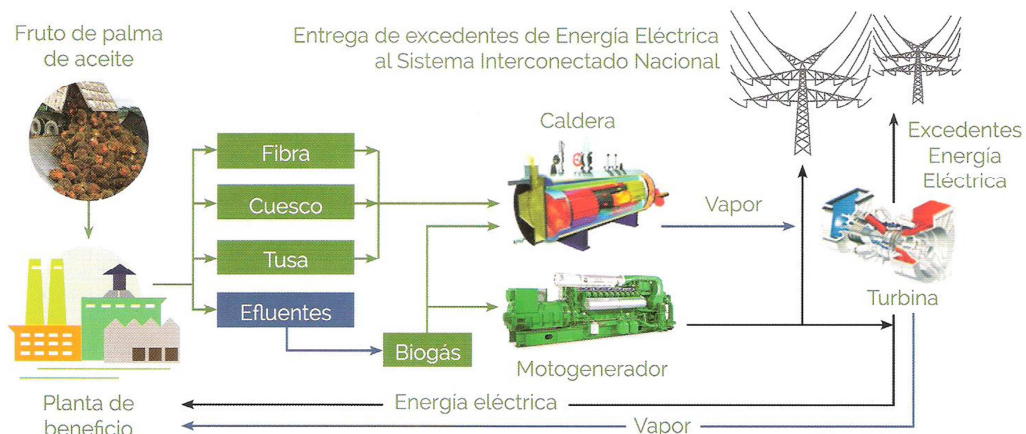 Fruto de palma
de aceite
Entrega de excedentes de Energía Eléctrica
al Sistema Interconectado Nacional
Caldera
Excedentes
Energía
Eléctrica
Fibra
Cuesco
Vapor
Tusa
Efluentes
Turbina
Biogás
Motogenerador
Planta de
beneficio
Energía eléctrica
Vapor